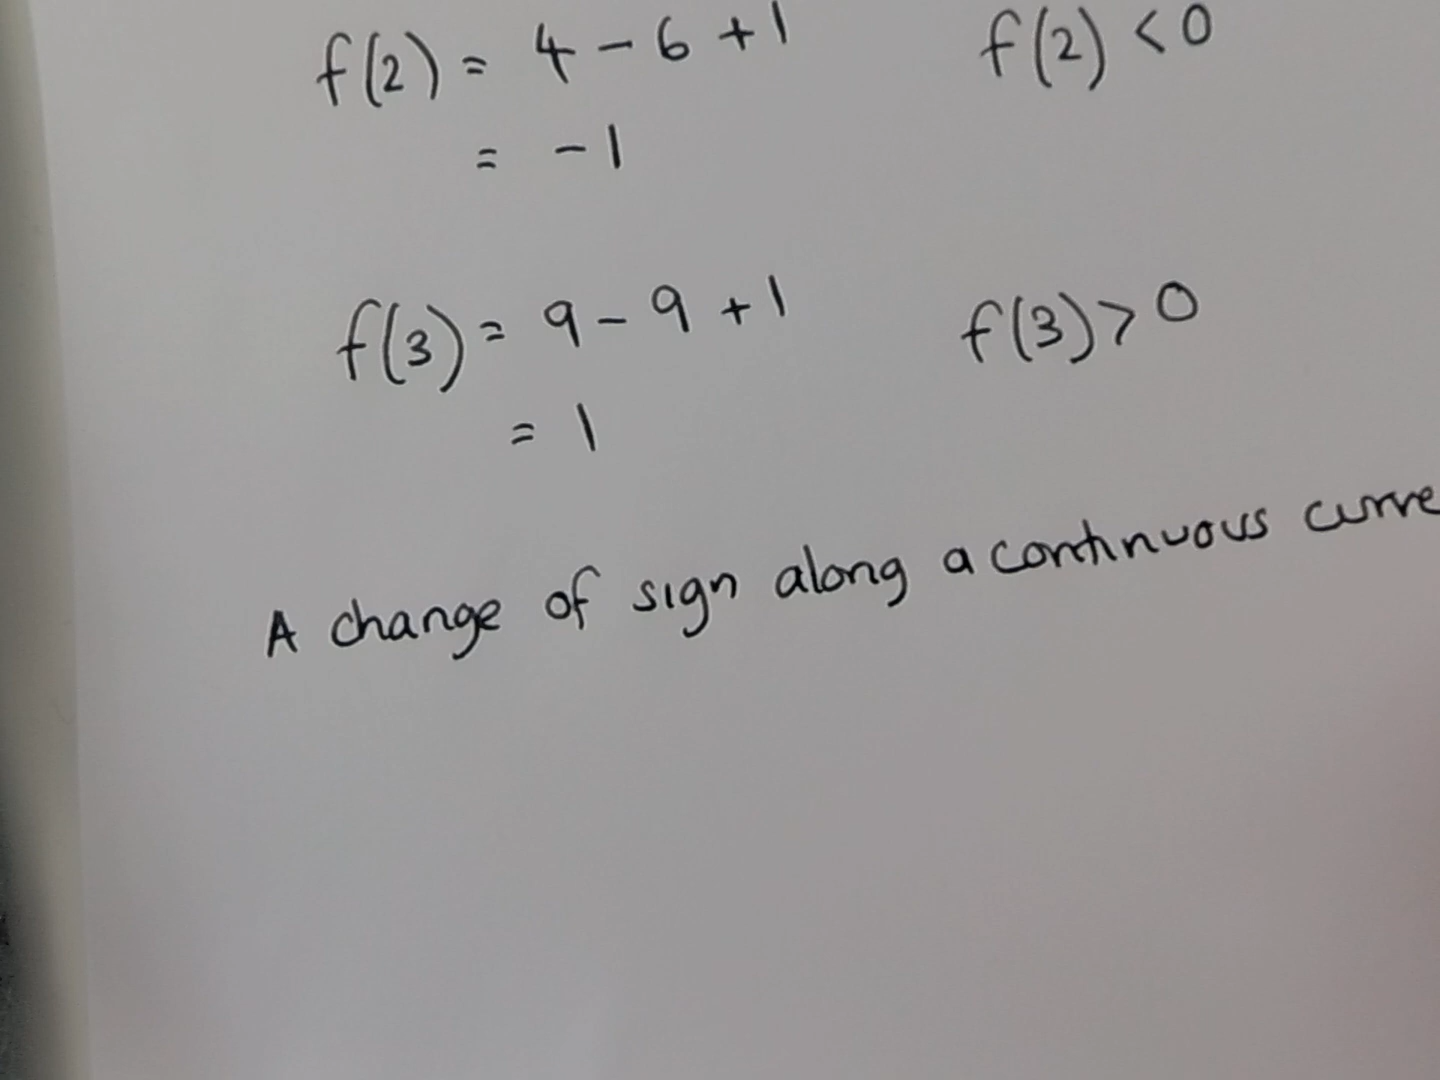 f(2) = 4 - 6 + 1 f(2) < 0
= - 1
f(3) = 9 - 9 + 1 f(3) > 0
= 1
A change of sign along a continuous curve